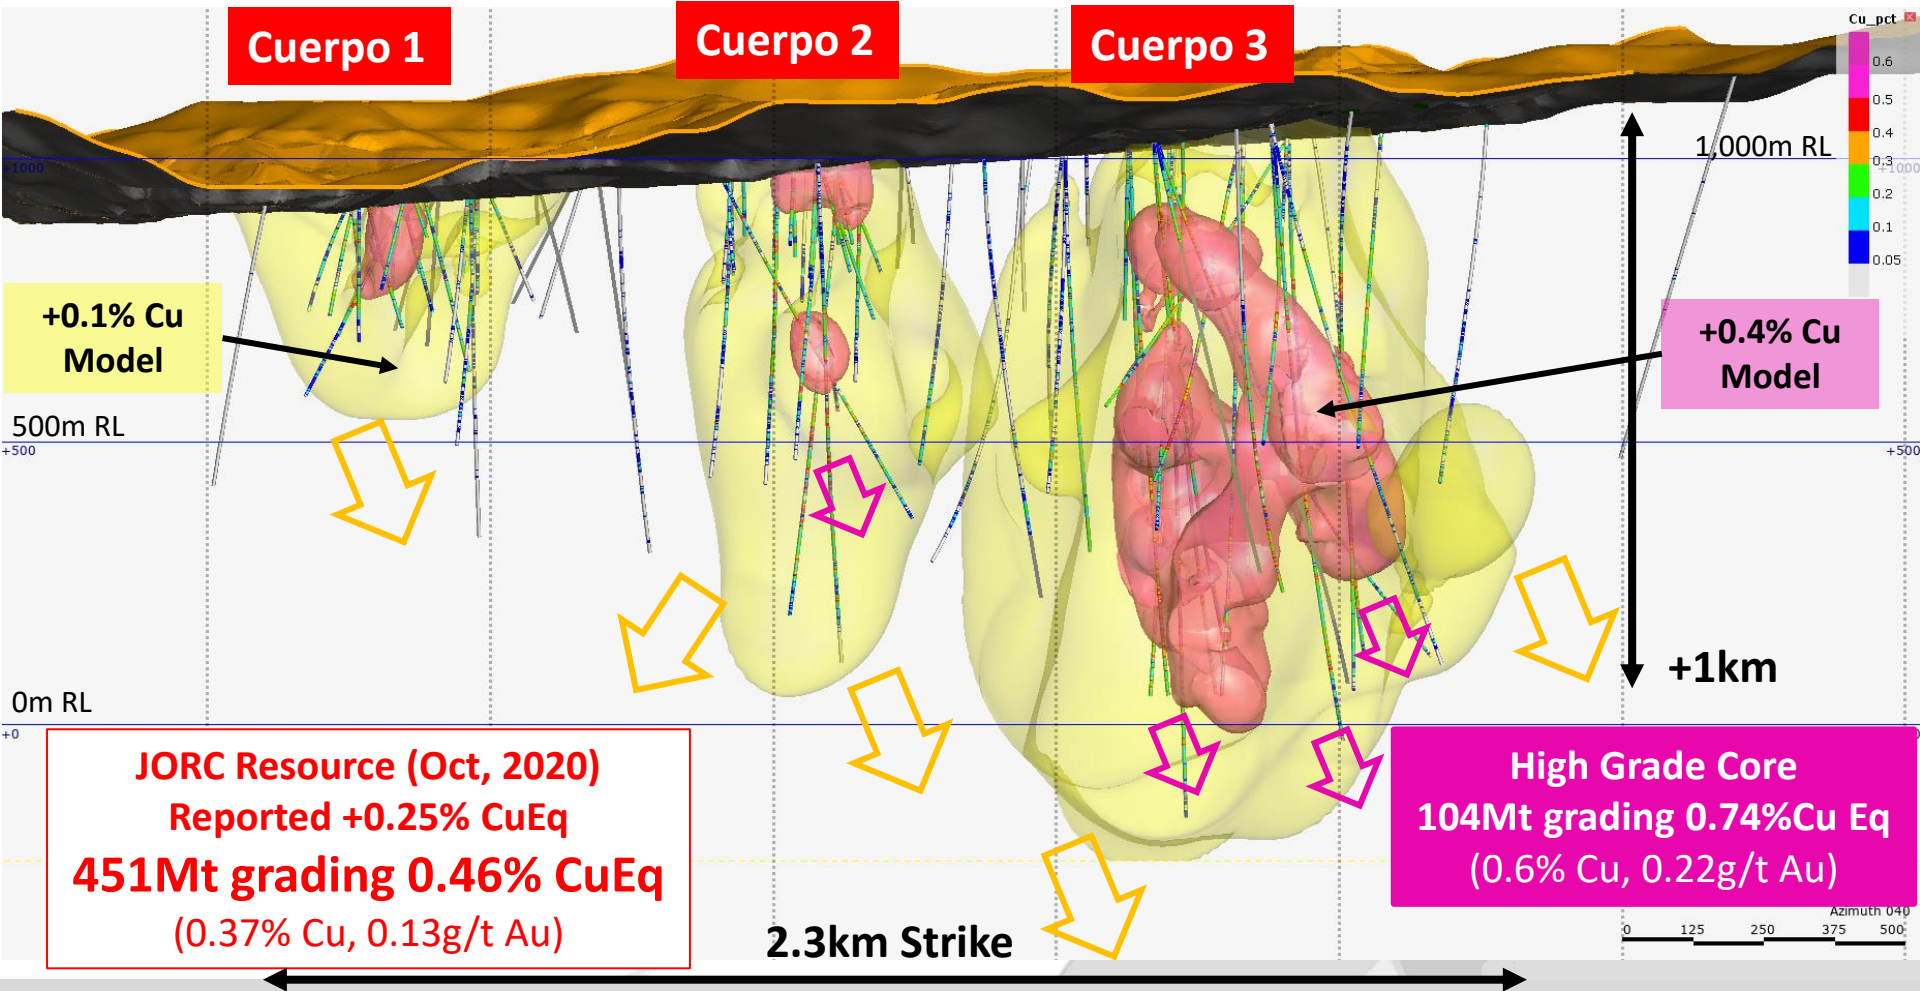 Cuerpo 1
Cuerpo 2
Cuerpo 3
Cu_pct
0.6
0.5
0.4
0.3
0.2
0.1
0.05
1,000m RL
+1000
+1000
+0.1% Cu
Model
+0.4% Cu
Model
500m RL
+500
+500
+1km
0m RL
+0
JORC Resource (Oct, 2020)
Reported +0.25% CuEq
451Mt grading 0.46% CuEq
(0.37% Cu, 0.13g/t Au)
High Grade Core
104Mt grading 0.74%Cu Eq
(0.6% Cu, 0.22g/t Au)
Azimuth 040
0 125 250 375 500
2.3km Strike